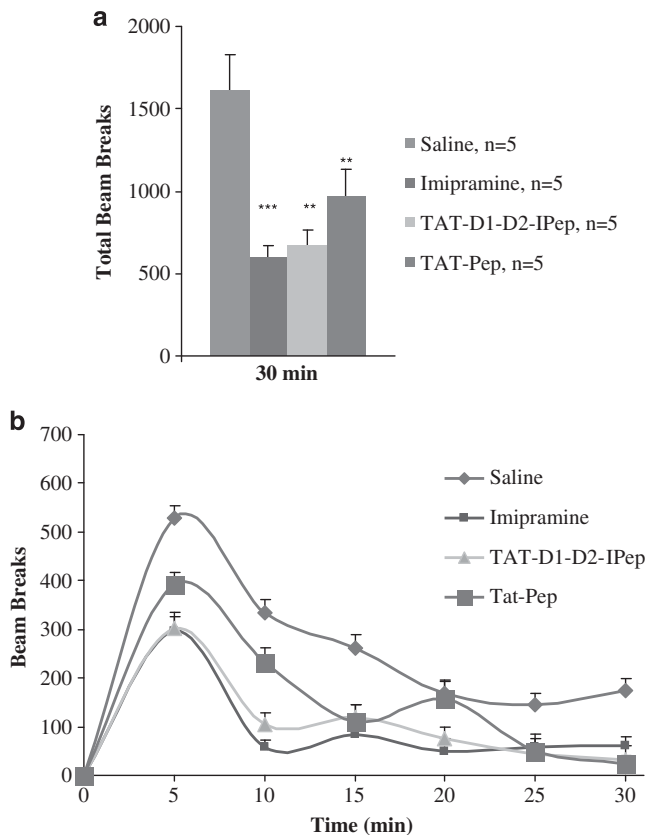 a
2000
1500
1000
500
0
Total Beam Breaks
***
**
**
30 min
Saline, n=5
Imipramine, n=5
TAT-D1-D2-IPep, n=5
TAT-Pep, n=5
b
700
600
500
400
300
200
100
0
Beam Breaks
Saline
Imipramine
TAT-D1-D2-IPep
Tat-Pep
0 5 10 15 20 25 30
Time (min)